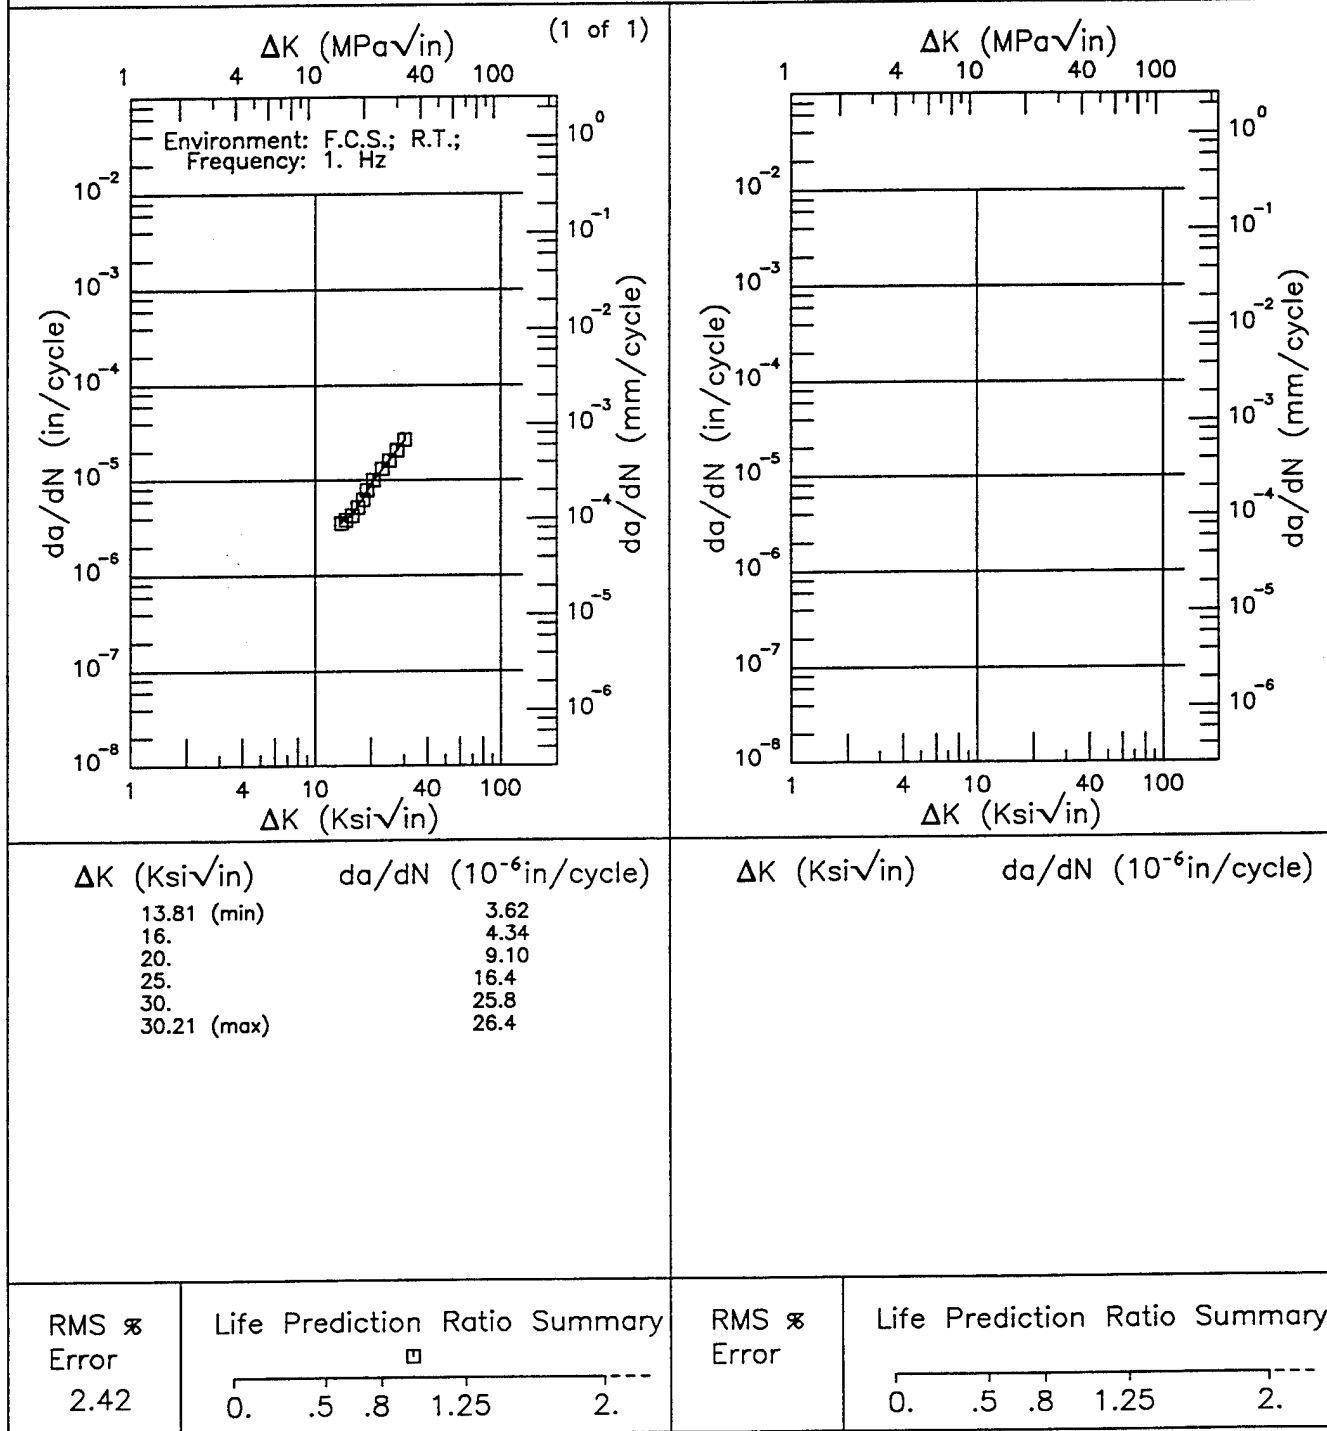 (1 of 1)
ΔK (MPa√in)
1 4 10 40 100
Environment: F.C.S.; R.T.;
Frequency: 1. Hz
da/dN (in/cycle)
10⁻²
10⁻³
10⁻⁴
10⁻⁵
10⁻⁶
10⁻⁷
10⁻⁸
10⁰
10⁻¹
10⁻²
10⁻³
10⁻⁴
10⁻⁵
10⁻⁶
da/dN (mm/cycle)
1 4 10 40 100
ΔK (Ksi√in)
ΔK (MPa√in)
1 4 10 40 100
da/dN (in/cycle)
10⁻²
10⁻³
10⁻⁴
10⁻⁵
10⁻⁶
10⁻⁷
10⁻⁸
10⁰
10⁻¹
10⁻²
10⁻³
10⁻⁴
10⁻⁵
10⁻⁶
da/dN (mm/cycle)
1 4 10 40 100
ΔK (Ksi√in)
ΔK (Ksi√in) da/dN (10⁻⁶in/cycle)
13.81 (min) 3.62
16. 4.34
20. 9.10
25. 16.4
30. 25.8
30.21 (max) 26.4
ΔK (Ksi√in) da/dN (10⁻⁶in/cycle)
RMS %
Error
2.42
Life Prediction Ratio Summary
0. .5 .8 1.25 2.
RMS %
Error
Life Prediction Ratio Summary
0. .5 .8 1.25 2.